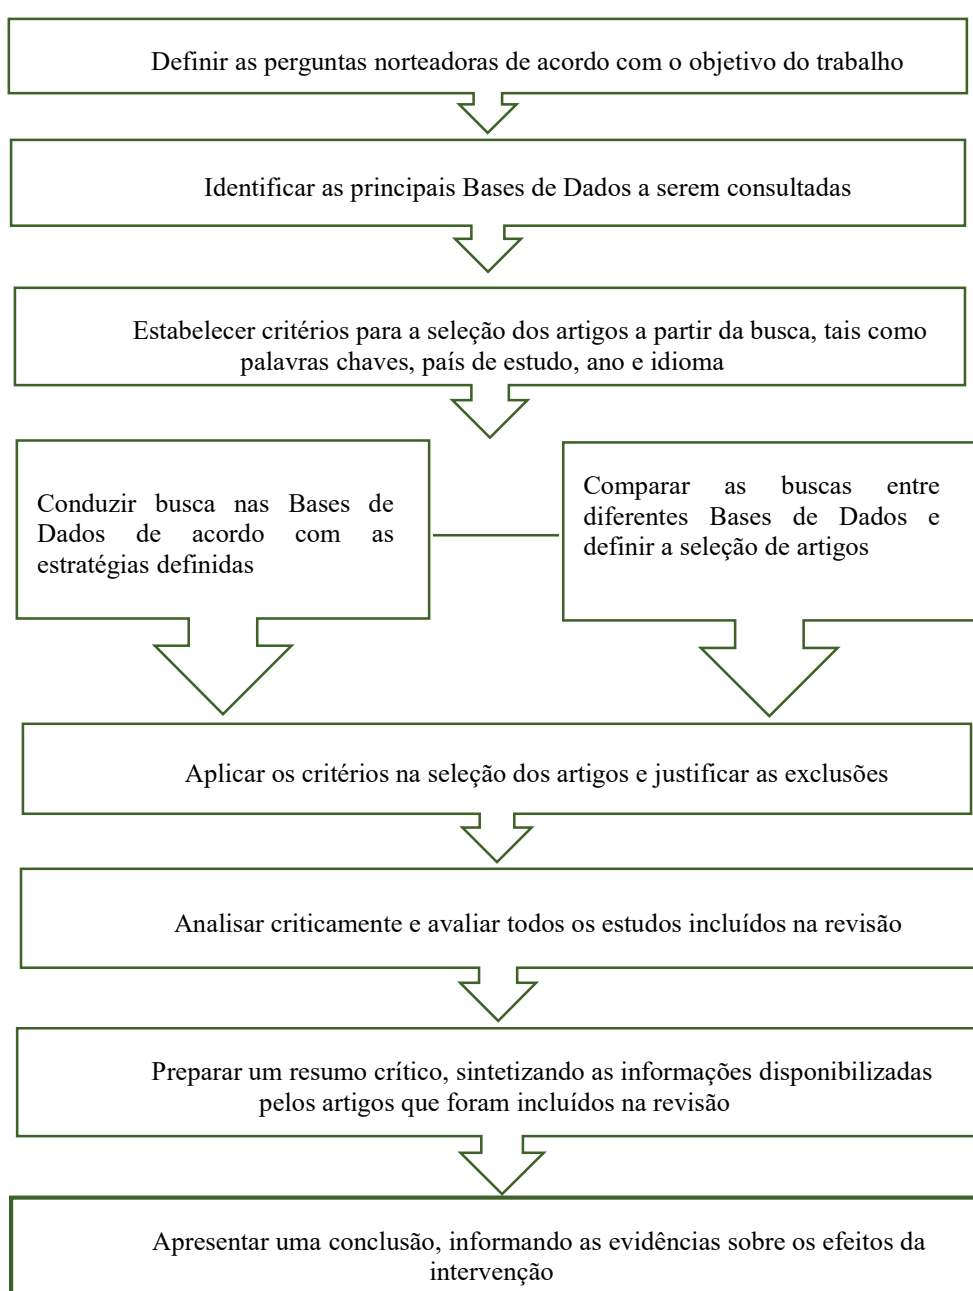 Definir as perguntas norteadoras de acordo com o objetivo do trabalho
Identificar as principais Bases de Dados a serem consultadas
Estabelecer critérios para a seleção dos artigos a partir da busca, tais como
palavras chaves, país de estudo, ano e idioma
Conduzir busca nas Bases de
Dados de acordo com as
estratégias definidas
Comparar as buscas entre
diferentes Bases de Dados e
definir a seleção de artigos
Aplicar os critérios na seleção dos artigos e justificar as exclusões
Analisar criticamente e avaliar todos os estudos incluídos na revisão
Preparar um resumo crítico, sintetizando as informações disponibilizadas
pelos artigos que foram incluídos na revisão
Apresentar uma conclusão, informando as evidências sobre os efeitos da
intervenção